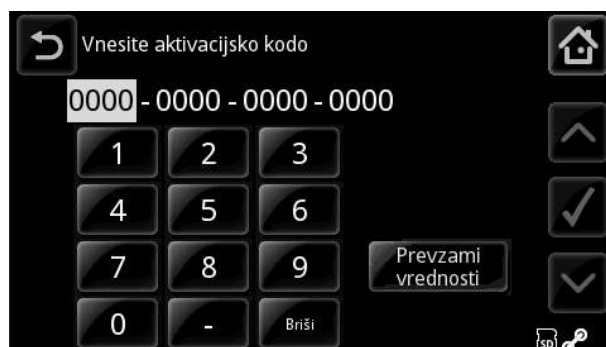 Vnesite aktivacijsko kodo
0000 - 0000 - 0000 - 0000
1 2 3
4 5 6
7 8 9
Prevzami
vrednosti
0 - Briši
SD